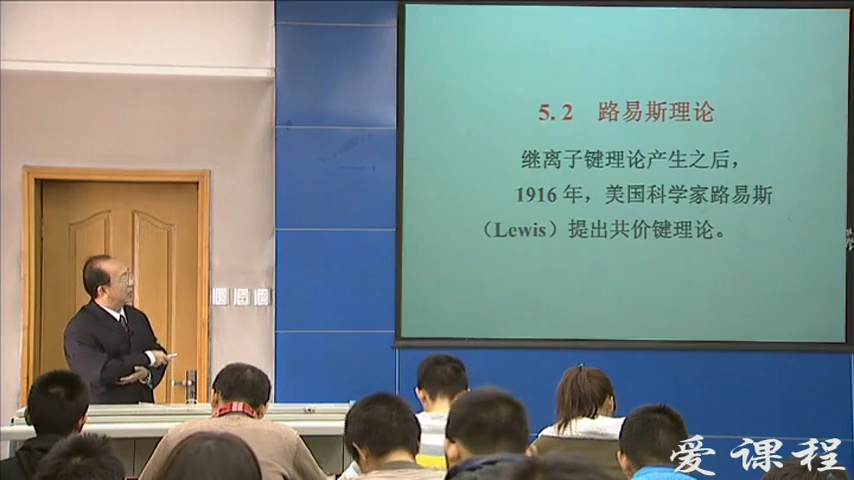 5.2 路易斯理论
继离子键理论产生之后，
1916 年，美国科学家路易斯
（Lewis）提出共价键理论。
爱课程